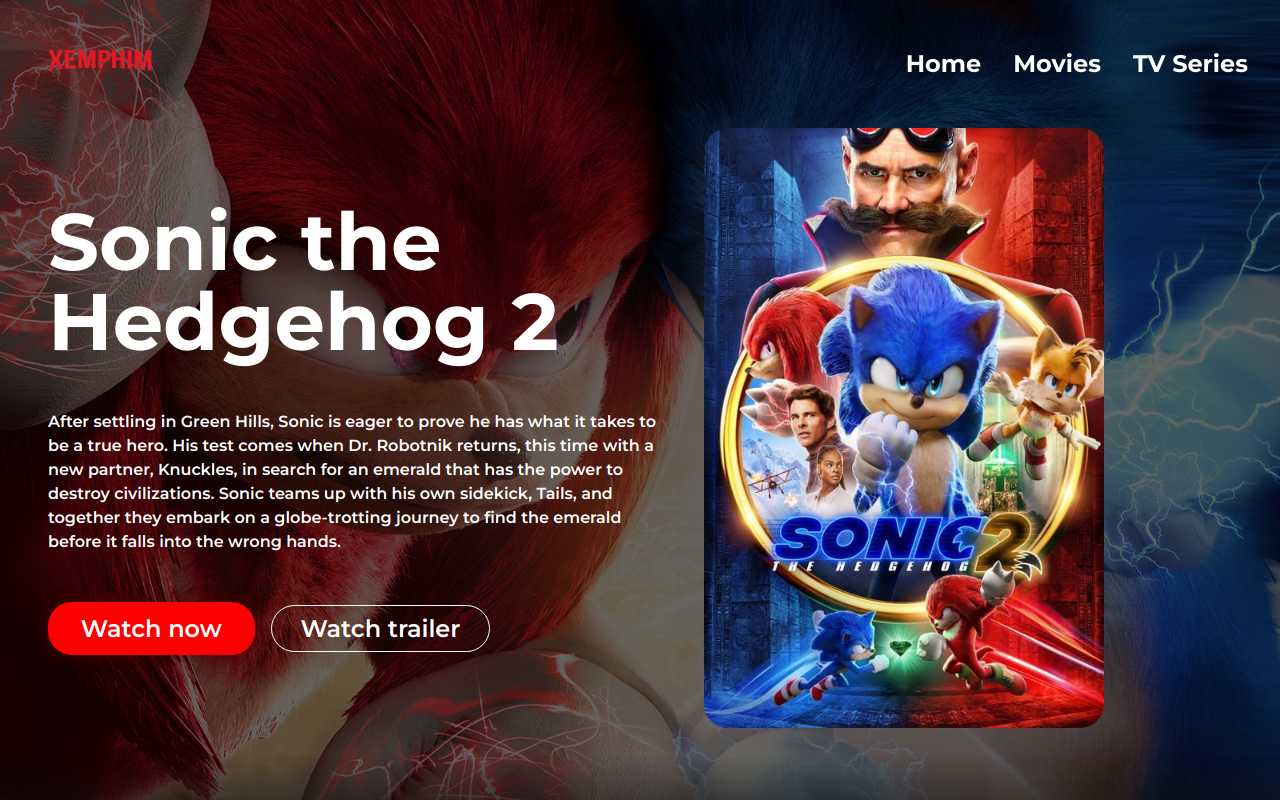 XEMPHIM
Home
Movies
TV Series
Sonic the
Hedgehog 2
After settling in Green Hills, Sonic is eager to prove he has what it takes to
be a true hero. His test comes when Dr. Robotnik returns, this time with a
new partner, Knuckles, in search for an emerald that has the power to
destroy civilizations. Sonic teams up with his own sidekick, Tails, and
together they embark on a globe-trotting journey to find the emerald
before it falls into the wrong hands.
Watch now
Watch trailer
SONIC 2
THE HEDGEHOG